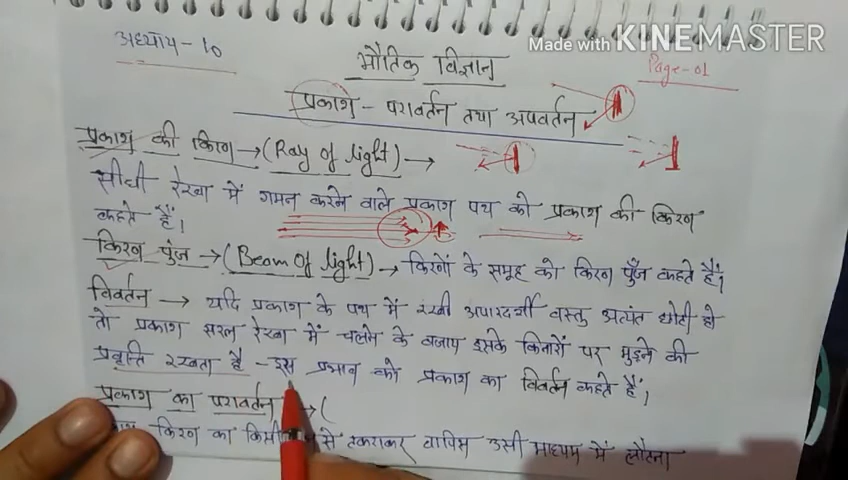 Made with KINEMASTER
अध्याय - 10
भौतिक विज्ञान
Page-01
प्रकाश - परावर्तन तथा अपवर्तन
प्रकाश की किरण → (Ray of light) →
सीधी रेखा में गमन करने वाले प्रकाश पथ को प्रकाश की किरण
कहते हैं।
किरण पुंज → (Beam of light) → किरणों के समूह को किरण पुँज कहते हैं।
विवर्तन → यदि प्रकाश के पथ में रखी अपारदर्शी वस्तु अत्यंत छोटी हो
तो प्रकाश सरल रेखा में चलने के बजाय इसके किनारों पर मुड़ने की
प्रवृत्ति रखता है - इस प्रभाव को प्रकाश का विवर्तन कहते हैं।
प्रकाश का परावर्तन → (
किरण का किसी से टकराकर वापिस उसी माध्यम में लौटना